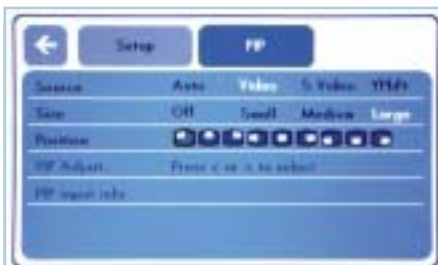 Setup PIP
Source Auto Video S-Video YPbPr
Size Off Small Medium Large
Position
PIP Adjust Press < or > to select
PIP input info